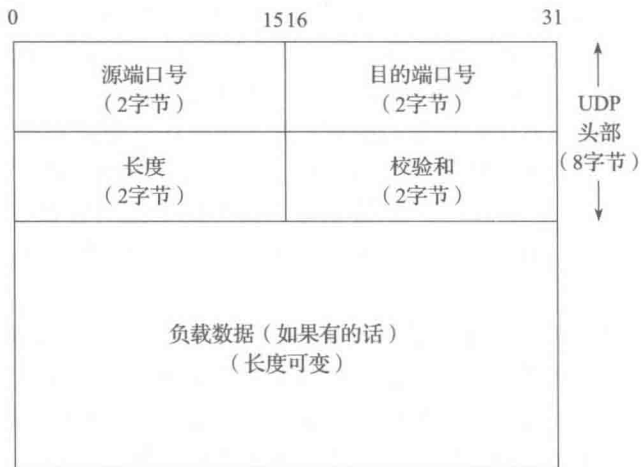 0 15 16 31
源端口号 目的端口号
（2字节） （2字节）
UDP
头部
（8字节）
长度 校验和
（2字节） （2字节）
负载数据（如果有的话）
（长度可变）